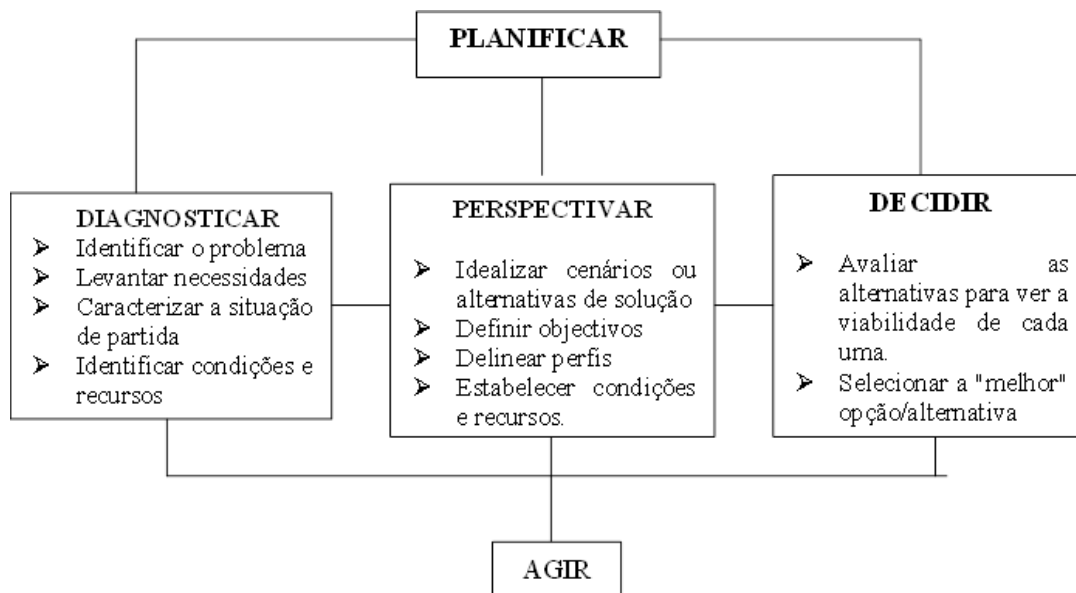 PLANIFICAR
DIAGNOSTICAR
➤ Identificar o problema
➤ Levantar necessidades
➤ Caracterizar a situação
de partida
➤ Identificar condições e
recursos
PERSPECTIVAR
➤ Idealizar cenários ou
alternativas de solução
➤ Definir objectivos
➤ Delinear perfis
➤ Estabelecer condições
e recursos.
DECIDIR
➤ Avaliar as
alternativas para ver a
viabilidade de cada
uma.
➤ Selecionar a "melhor"
opção/alternativa
AGIR